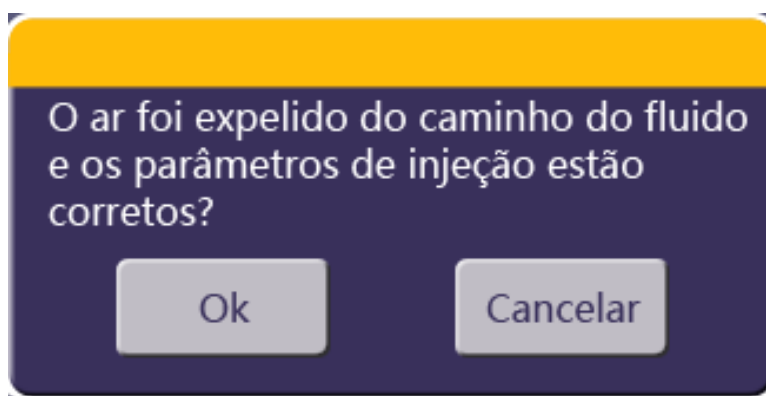 O ar foi expelido do caminho do fluido
e os parâmetros de injeção estão
corretos?
Ok
Cancelar